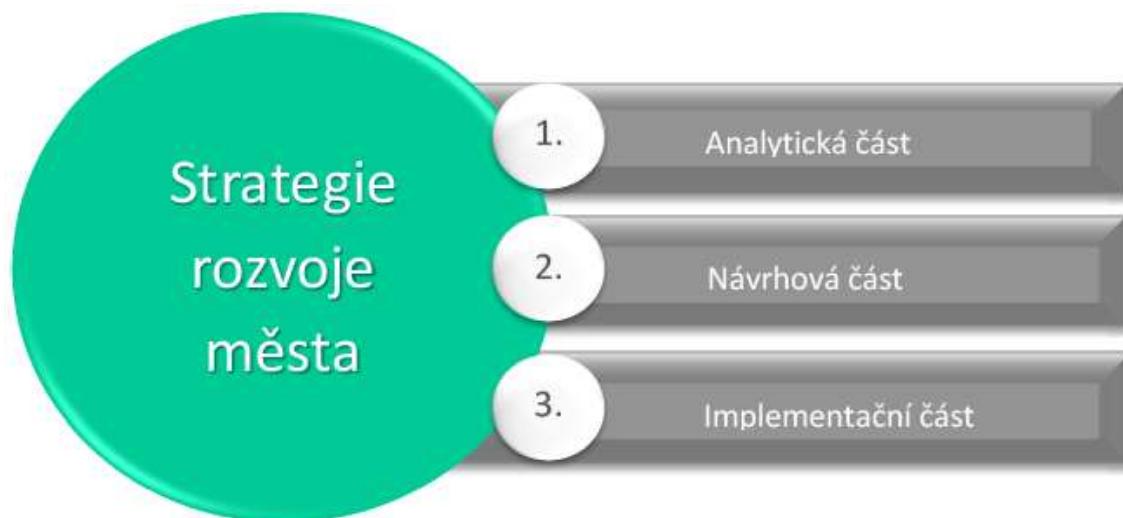 Strategie
rozvoje
města
1.
Analytická část
2.
Návrhová část
3.
Implementační část